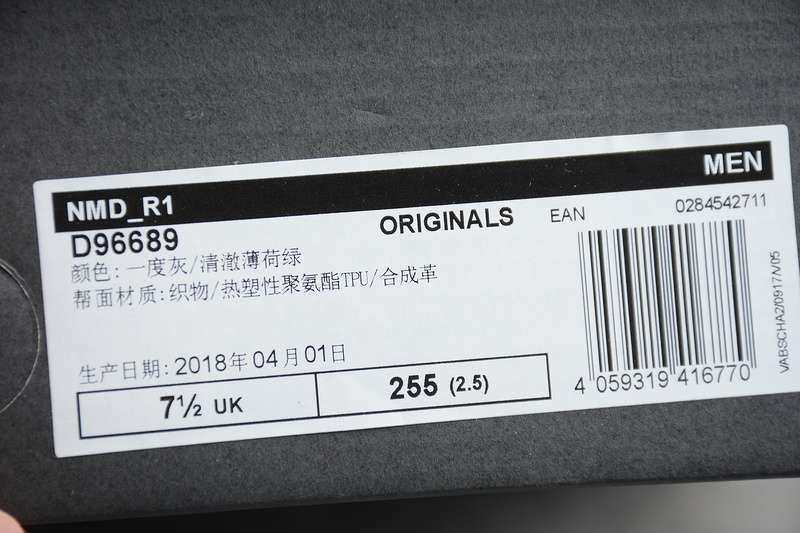 NMD_R1 MEN
D96689 ORIGINALS EAN 0284542711
颜色: 一度灰/清澈薄荷绿
帮面材质: 织物/热塑性聚氨酯TPU/合成革
生产日期: 2018年 04月 01日
7½ UK 255 (2.5)
4 059319 416770
VABSCHA2/0917N/05